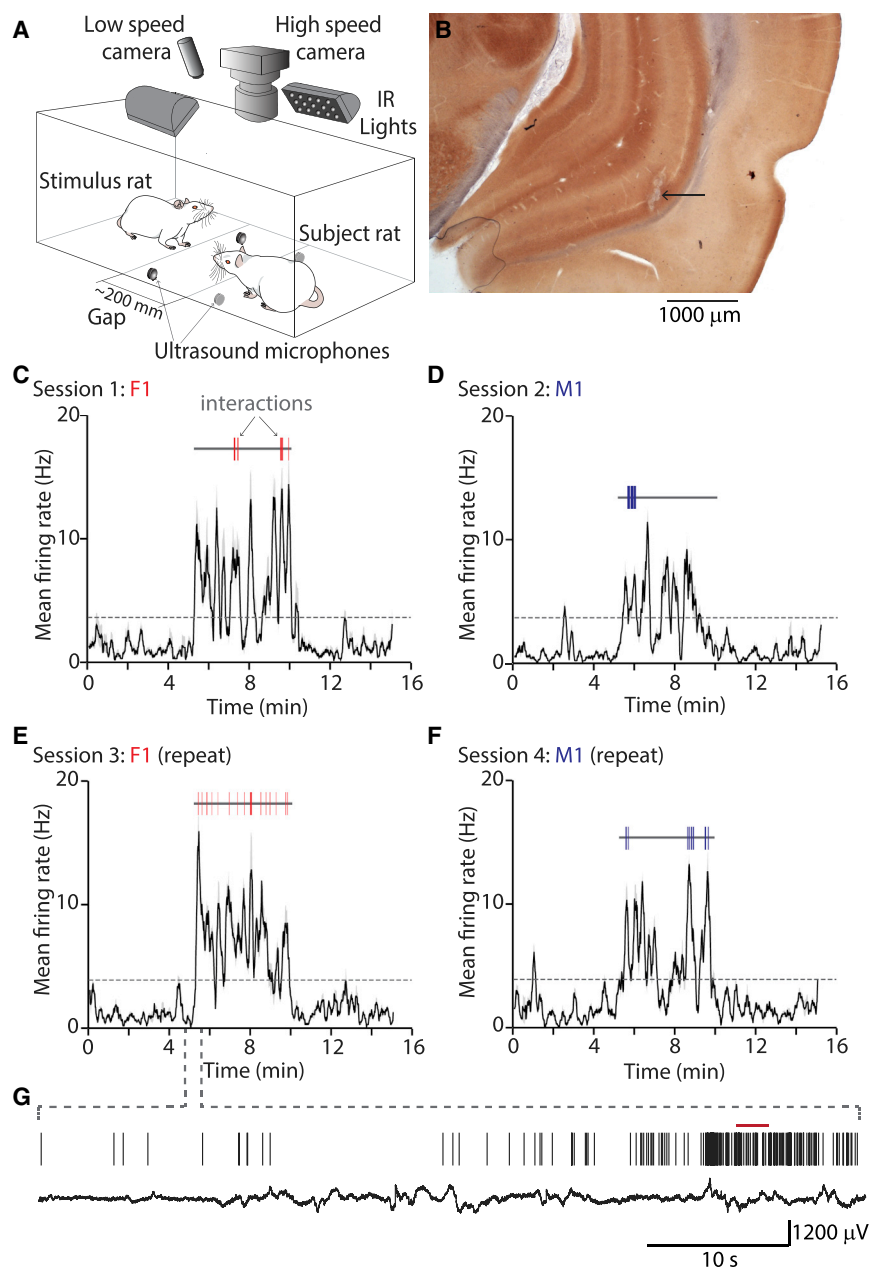 A
Low speed
camera
High speed
camera
IR
Lights
Stimulus rat
Subject rat
~200 mm
Gap
Ultrasound microphones
B
1000 μm
C
Session 1: F1
interactions
Mean firing rate (Hz)
20
10
0
0 4 8 12 16
Time (min)
D
Session 2: M1
Mean firing rate (Hz)
20
10
0
0 4 8 12 16
Time (min)
E
Session 3: F1 (repeat)
Mean firing rate (Hz)
20
10
0
0 4 8 12 16
Time (min)
F
Session 4: M1 (repeat)
Mean firing rate (Hz)
20
10
0
0 4 8 12 16
Time (min)
G
1200 μV
10 s